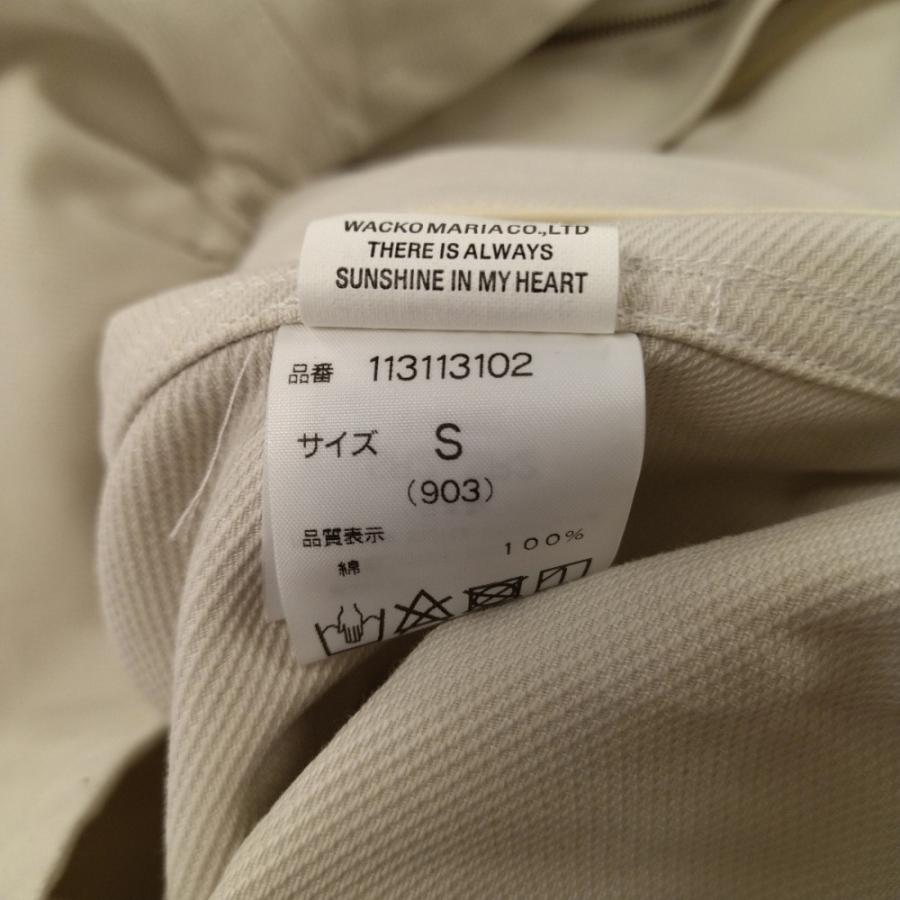 WACKO MARIA CO.,LTD
THERE IS ALWAYS
SUNSHINE IN MY HEART
品番 113113102
サイズ S
(903)
品質表示
綿 100%